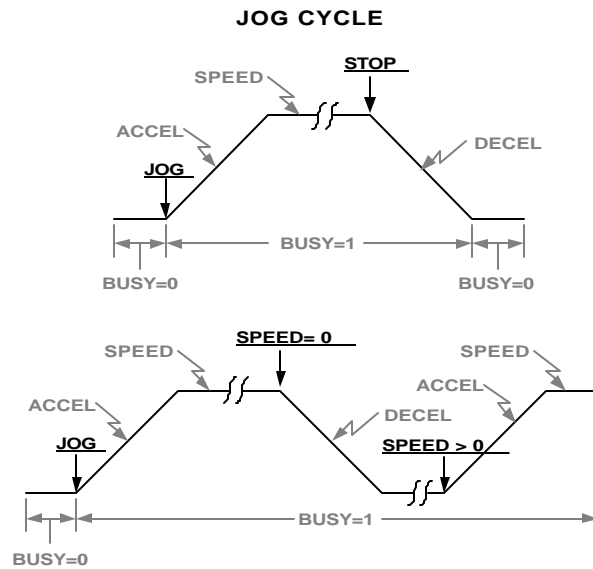 JOG CYCLE
STOP
SPEED
ACCEL
DECEL
JOG
BUSY=1
BUSY=0
BUSY=0
SPEED= 0
SPEED
SPEED
ACCEL
ACCEL
DECEL
JOG
SPEED > 0
BUSY=1
BUSY=0